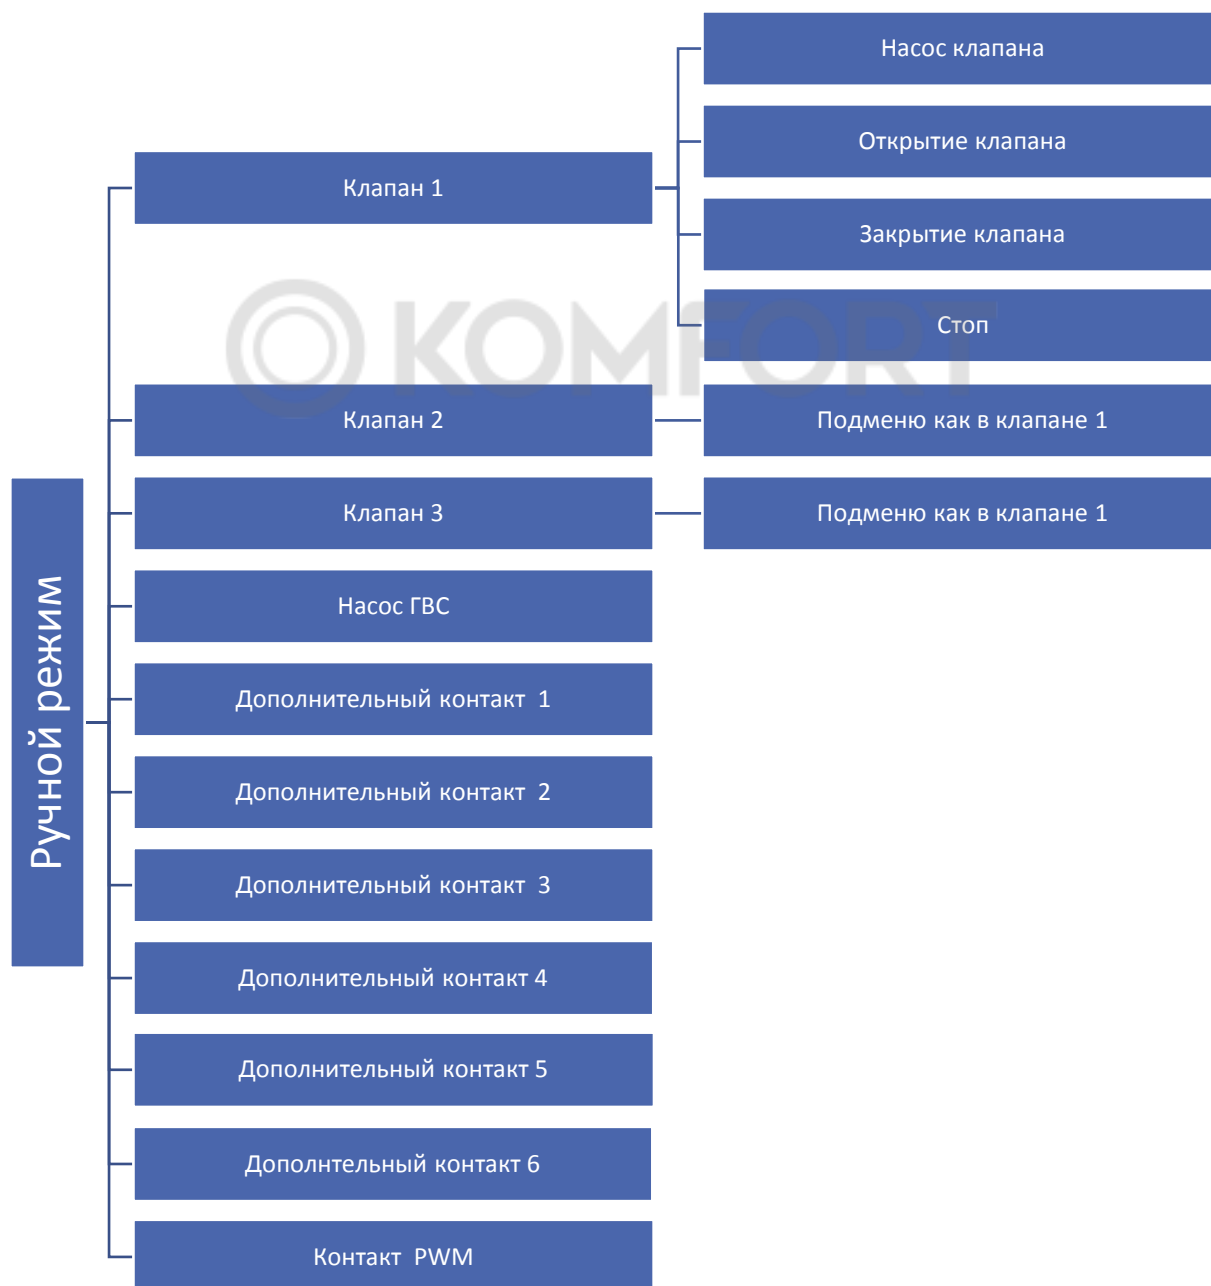 Насос клапана
Открытие клапана
Клапан 1
Закрытие клапана
Стоп
KOMFORT
Клапан 2
Подменю как в клапане 1
Клапан 3
Подменю как в клапане 1
Ручной режим
Насос ГВС
Дополнительный контакт  1
Дополнительный контакт  2
Дополнительный контакт  3
Дополнительный контакт 4
Дополнительный контакт 5
Дополнтельный контакт 6
Контакт  PWM